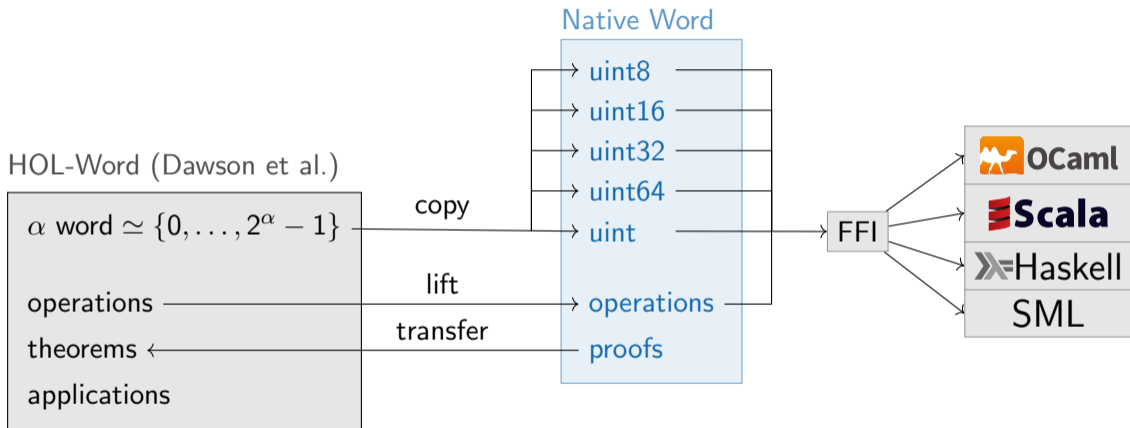 Native Word
uint8
uint16
uint32
uint64
uint
operations
proofs
HOL-Word (Dawson et al.)
α word ≃ {0, . . . , 2^α − 1}
operations
theorems
applications
copy
lift
transfer
FFI
OCaml
Scala
Haskell
SML